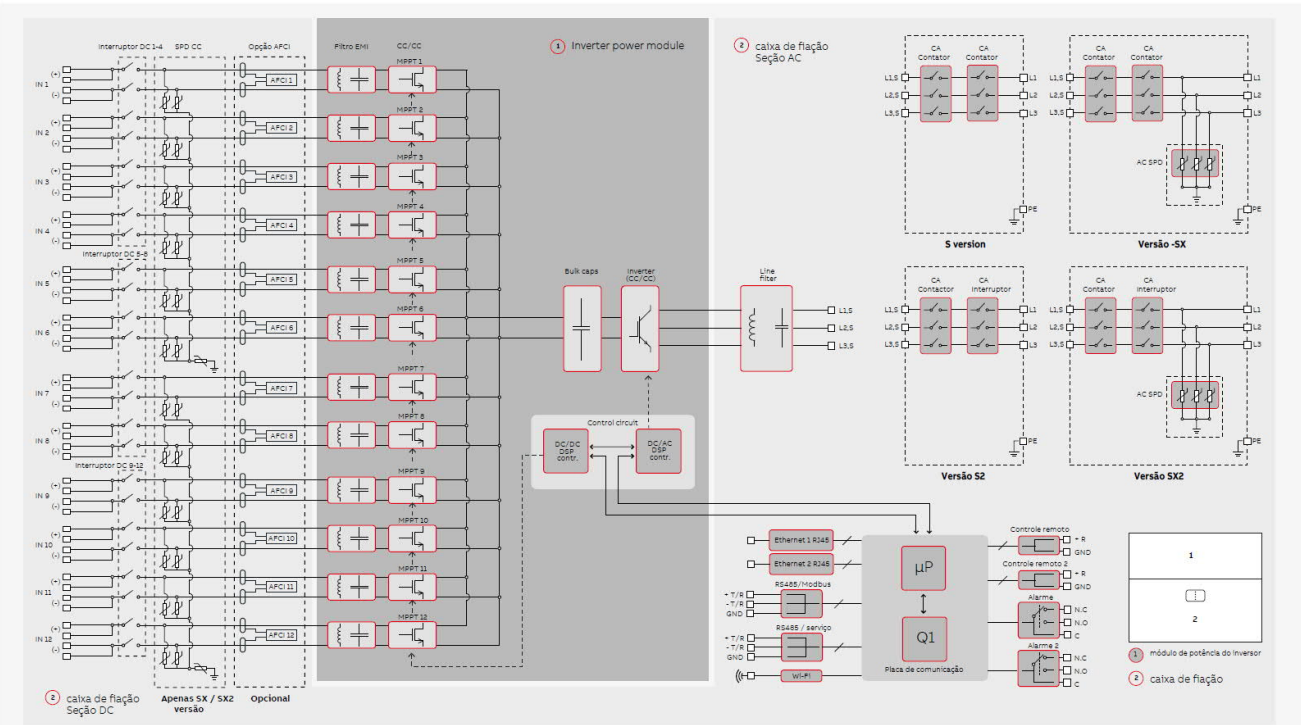 Interruptor DC 1-4
SPD CC
Opção AFCI
Filtro EMI
CC/CC
1 Inverter power module
2 caixa de fiação
Seção AC
(+)
IN 1
(-)
AFCI 1
MPPT 1
(+)
IN 2
(-)
AFCI 2
MPPT 2
(+)
IN 3
(-)
AFCI 3
MPPT 3
(+)
IN 4
(-)
AFCI 4
MPPT 4
Interruptor DC 5-8
(+)
IN 5
(-)
AFCI 5
MPPT 5
(+)
IN 6
(-)
AFCI 6
MPPT 6
(+)
IN 7
(-)
AFCI 7
MPPT 7
(+)
IN 8
(-)
AFCI 8
MPPT 8
Interruptor DC 9-12
(+)
IN 9
(-)
AFCI 9
MPPT 9
(+)
IN 10
(-)
AFCI 10
MPPT 10
(+)
IN 11
(-)
AFCI 11
MPPT 11
(+)
IN 12
(-)
AFCI 12
MPPT 12
2 caixa de fiação
Seção DC
Apenas SX / SX2
versão
Opcional
Bulk caps
Inverter
(CC/CC)
Line
filter
L1,S
L2,S
L3,S
Control circuit
DC/DC
DSP
contr.
DC/AC
DSP
contr.
CA
Contator
CA
Contator
L1,S
L2,S
L3,S
L1
L2
L3
PE
S version
CA
Contator
CA
Contator
L1,S
L2,S
L3,S
L1
L2
L3
AC SPD
PE
Versão -SX
CA
Contactor
CA
Interruptor
L1,S
L2,S
L3,S
L1
L2
L3
PE
Versão S2
CA
Contator
CA
Interruptor
L1,S
L2,S
L3,S
L1
L2
L3
AC SPD
PE
Versão SX2
Ethernet 1 RJ45
Ethernet 2 RJ45
RS485/Modbus
+ T/R
- T/R
GND
RS485 / serviço
+ T/R
- T/R
GND
Wi-Fi
µP
Q1
Placa de comunicação
Controle remoto
+ R
GND
Controle remoto 2
+ R
GND
Alarme
N.C
N.O
C
Alarme 2
N.C
N.O
C
1
2
1 módulo de potência do inversor
2 caixa de fiação